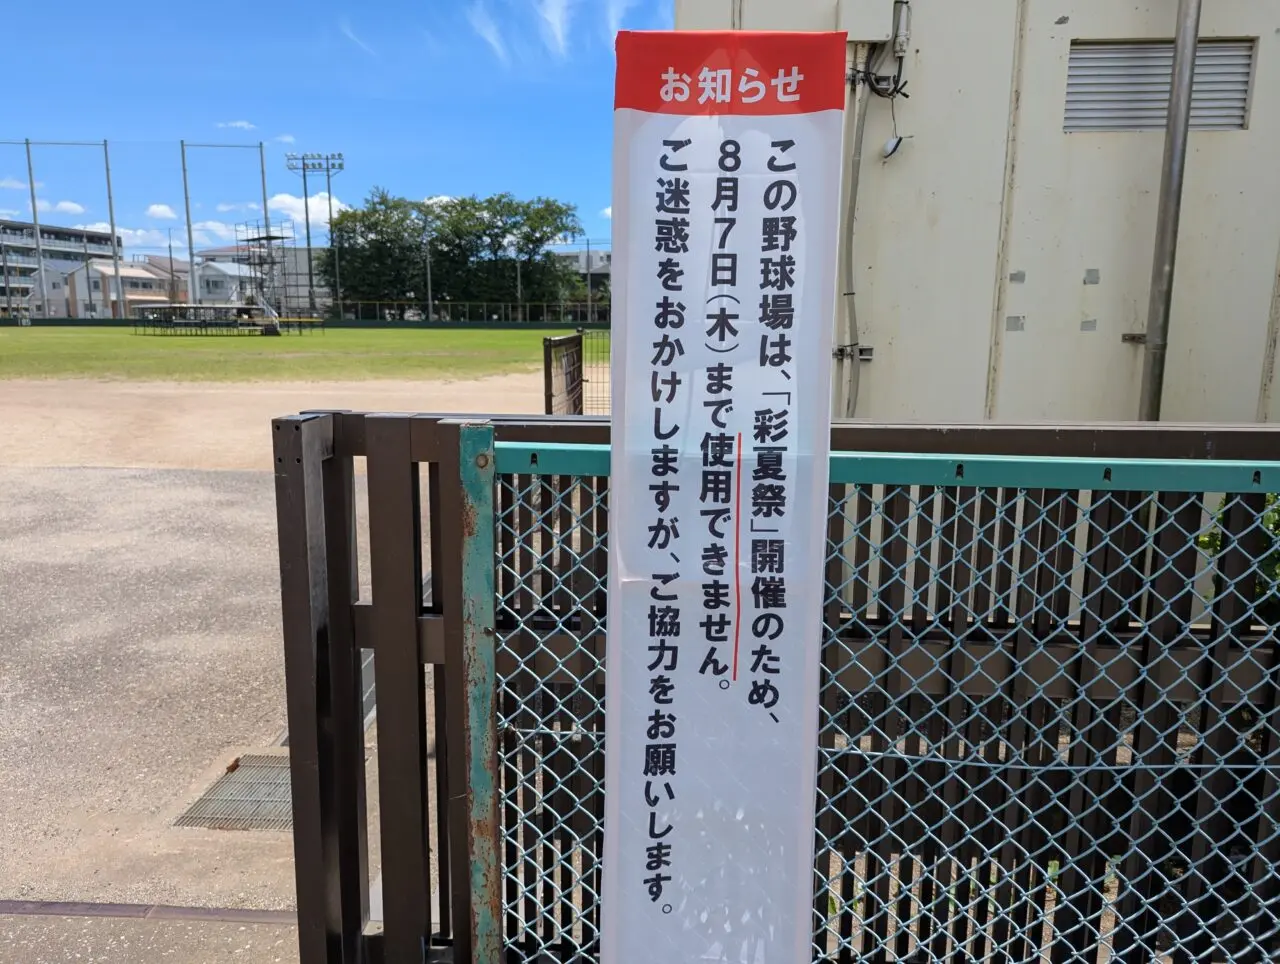 お知らせ
この野球場は、「彩夏祭」開催のため、
8月7日(木)まで使用できません。
ご迷惑をおかけしますが、ご協力をお願いします。